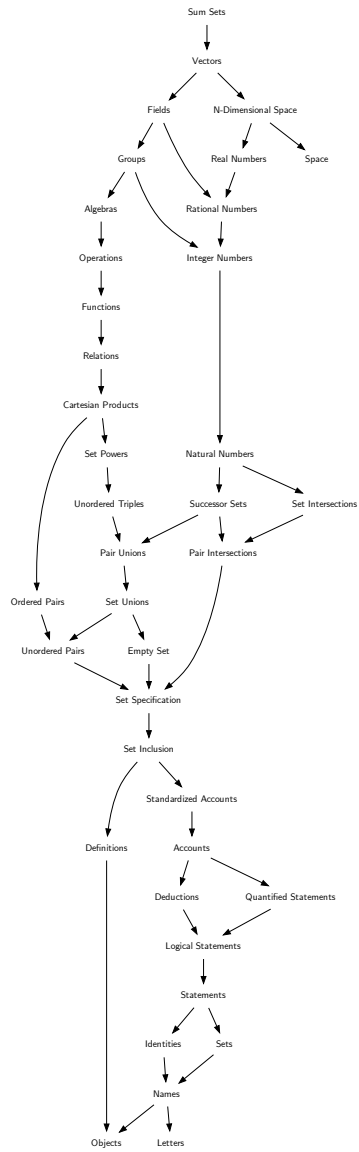 Sum Sets
Vectors
Fields
N-Dimensional Space
Groups
Real Numbers
Space
Algebras
Rational Numbers
Operations
Integer Numbers
Functions
Relations
Cartesian Products
Set Powers
Natural Numbers
Unordered Triples
Successor Sets
Set Intersections
Pair Unions
Pair Intersections
Ordered Pairs
Set Unions
Unordered Pairs
Empty Set
Set Specification
Set Inclusion
Standardized Accounts
Definitions
Accounts
Deductions
Quantified Statements
Logical Statements
Statements
Identities
Sets
Names
Objects
Letters